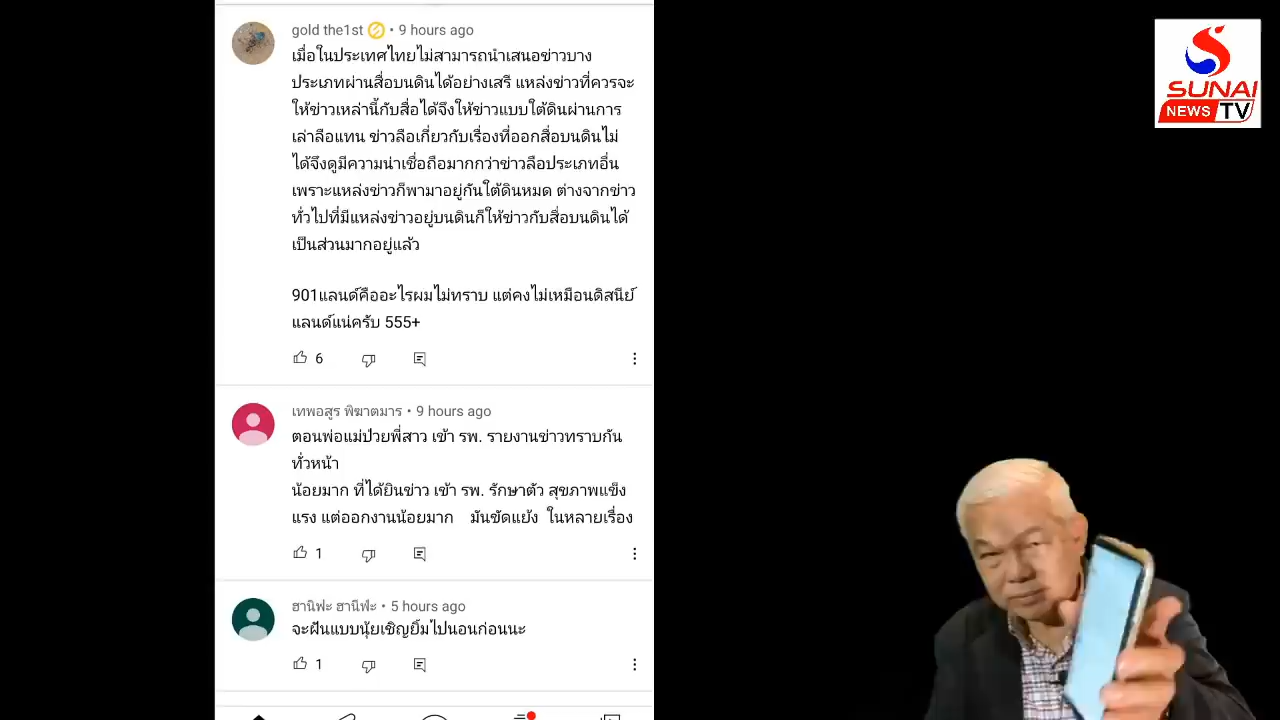 gold the1st • 9 hours ago
เมื่อในประเทศไทยไม่สามารถนำเสนอข่าวบาง
ประเภทผ่านสื่อบนดินได้อย่างเสรี แหล่งข่าวที่ควรจะ
ให้ข่าวเหล่านี้กับสื่อได้จึงให้ข่าวแบบใต้ดินผ่านการ
เล่าลือแทน ข่าวลือเกี่ยวกับเรื่องที่ออกสื่อบนดินไม่
ได้จึงดูมีความน่าเชื่อถือมากกว่าข่าวลือประเภทอื่น
เพราะแหล่งข่าวก็พามาอยู่กันใต้ดินหมด ต่างจากข่าว
ทั่วไปที่มีแหล่งข่าวอยู่บนดินก็ให้ข่าวกับสื่อบนดินได้
เป็นส่วนมากอยู่แล้ว
901แลนด์คืออะไรผมไม่ทราบ แต่คงไม่เหมือนดิสนีย์
แลนด์แน่ครับ 555+
6
เทพอสูร พิฆาตมาร • 9 hours ago
ตอนพ่อแม่ป่วยพี่สาว เข้า รพ. รายงานข่าวทราบกัน
ทั่วหน้า
น้อยมาก ที่ได้ยินข่าว เข้า รพ. รักษาตัว สุขภาพแข็ง
แรง แต่ออกงานน้อยมาก มันขัดแย้ง ในหลายเรื่อง
1
ฮานิฟะ ฮานีฟ๋ะ • 5 hours ago
จะฝันแบบนุ้ยเชิญยิ้มไปนอนก่อนนะ
1
SUNAI
NEWS TV